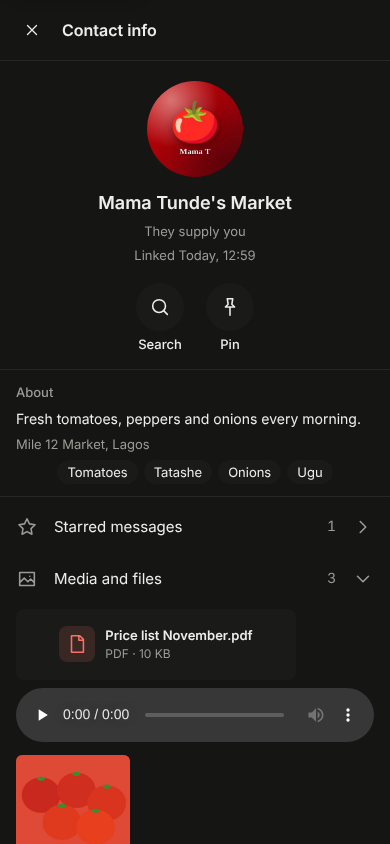 Contact info
Mama T
Mama Tunde's Market
They supply you
Linked Today, 12:59
Search Pin
About
Fresh tomatoes, peppers and onions every morning.
Mile 12 Market, Lagos
Tomatoes Tatashe Onions Ugu
Starred messages 1
Media and files 3
Price list November.pdf
PDF · 10 KB
0:00 / 0:00